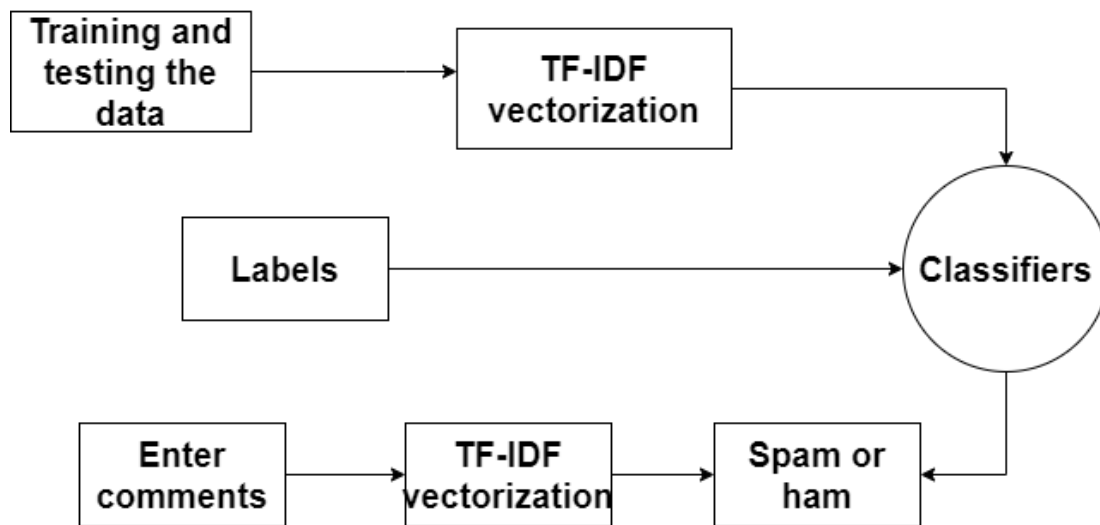 Training and
testing the
data
TF-IDF
vectorization
Labels
Classifiers
Enter
comments
TF-IDF
vectorization
Spam or
ham